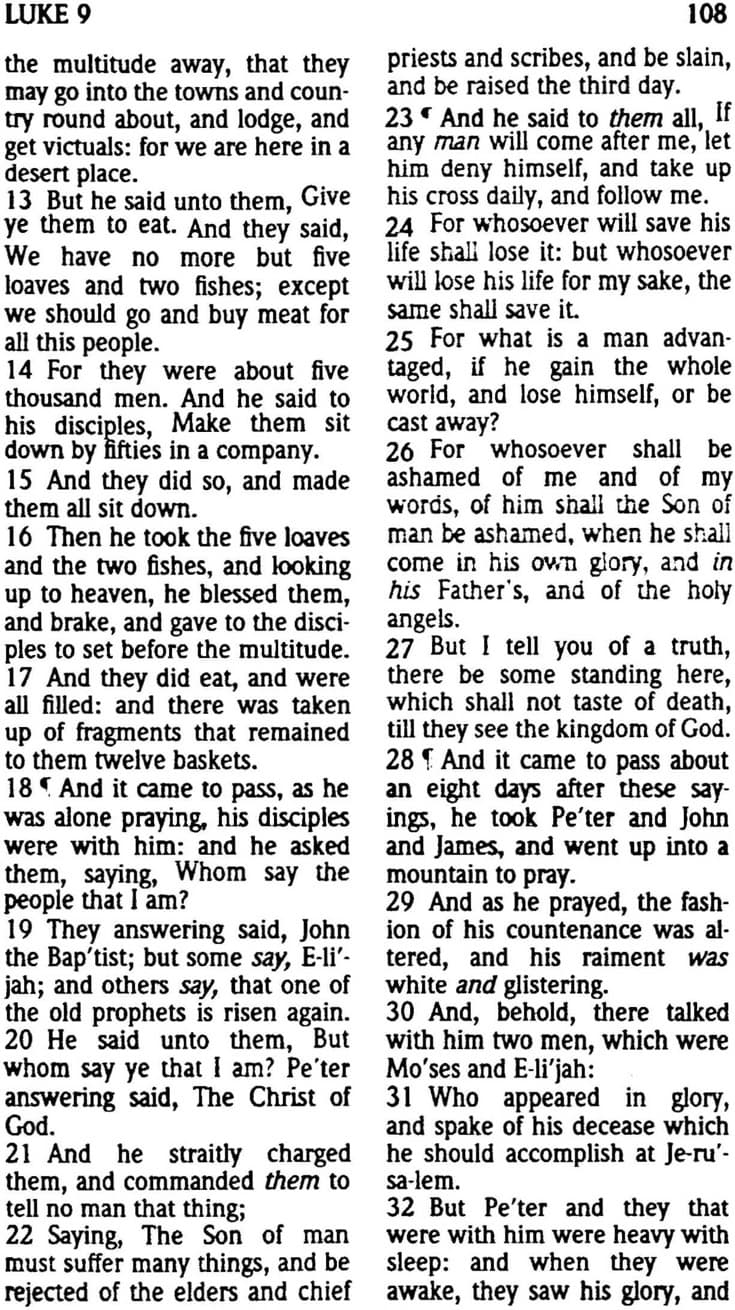 LUKE 9
108
the multitude away, that they
may go into the towns and coun-
try round about, and lodge, and
get victuals: for we are here in a
desert place.
13 But he said unto them, Give
ye them to eat. And they said,
We have no more but five
loaves and two fishes; except
we should go and buy meat for
all this people.
14 For they were about five
thousand men. And he said to
his disciples, Make them sit
down by fifties in a company.
15 And they did so, and made
them all sit down.
16 Then he took the five loaves
and the two fishes, and looking
up to heaven, he blessed them,
and brake, and gave to the disci-
ples to set before the multitude.
17 And they did eat, and were
all filled: and there was taken
up of fragments that remained
to them twelve baskets.
18 ¶ And it came to pass, as he
was alone praying, his disciples
were with him: and he asked
them, saying, Whom say the
people that I am?
19 They answering said, John
the Bap'tist; but some say, E-li'-
jah; and others say, that one of
the old prophets is risen again.
20 He said unto them, But
whom say ye that I am? Pe'ter
answering said, The Christ of
God.
21 And he straitly charged
them, and commanded them to
tell no man that thing;
22 Saying, The Son of man
must suffer many things, and be
rejected of the elders and chief
priests and scribes, and be slain,
and be raised the third day.
23 ¶ And he said to them all, If
any man will come after me, let
him deny himself, and take up
his cross daily, and follow me.
24 For whosoever will save his
life shall lose it: but whosoever
will lose his life for my sake, the
same shall save it.
25 For what is a man advan-
taged, if he gain the whole
world, and lose himself, or be
cast away?
26 For whosoever shall be
ashamed of me and of my
words, of him shall the Son of
man be ashamed, when he shall
come in his own glory, and in
his Father's, and of the holy
angels.
27 But I tell you of a truth,
there be some standing here,
which shall not taste of death,
till they see the kingdom of God.
28 ¶ And it came to pass about
an eight days after these say-
ings, he took Pe'ter and John
and James, and went up into a
mountain to pray.
29 And as he prayed, the fash-
ion of his countenance was al-
tered, and his raiment was
white and glistering.
30 And, behold, there talked
with him two men, which were
Mo'ses and E-li'jah:
31 Who appeared in glory,
and spake of his decease which
he should accomplish at Je-ru'-
sa-lem.
32 But Pe'ter and they that
were with him were heavy with
sleep: and when they were
awake, they saw his glory, and